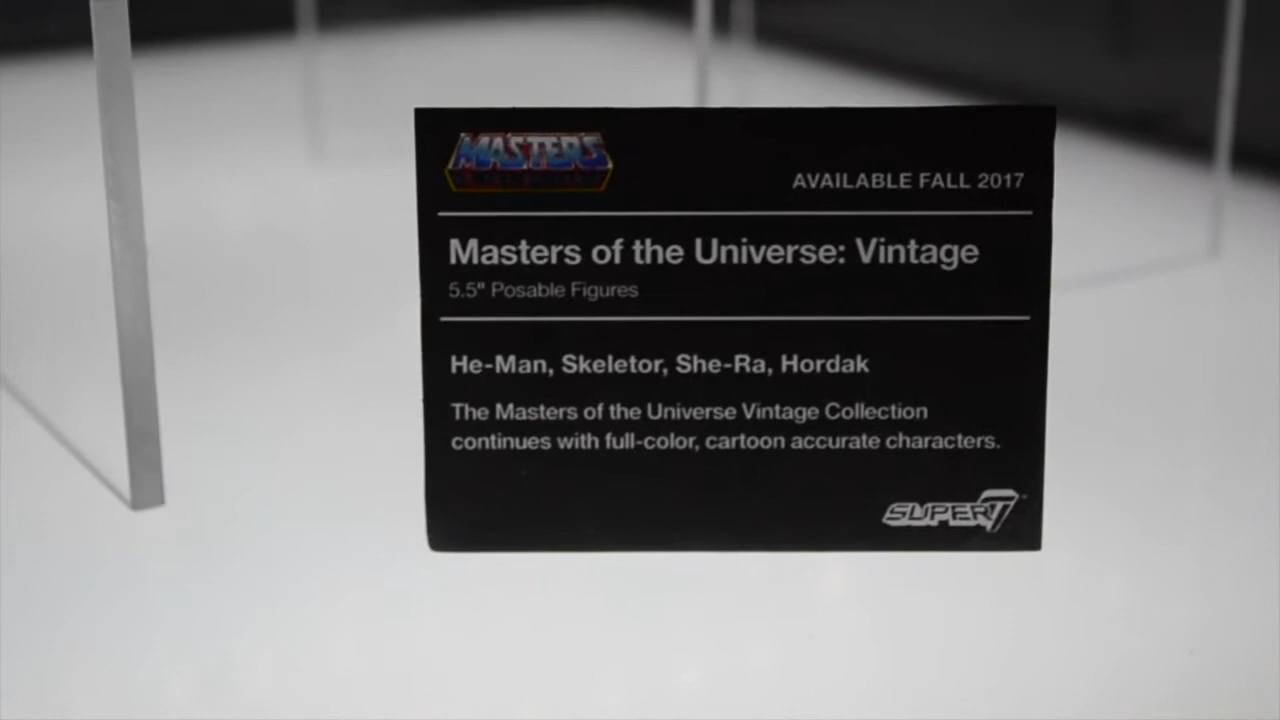 MASTERS
AVAILABLE FALL 2017
Masters of the Universe: Vintage
5.5" Posable Figures
He-Man, Skeletor, She-Ra, Hordak
The Masters of the Universe Vintage Collection
continues with full-color, cartoon accurate characters.
SUPER7